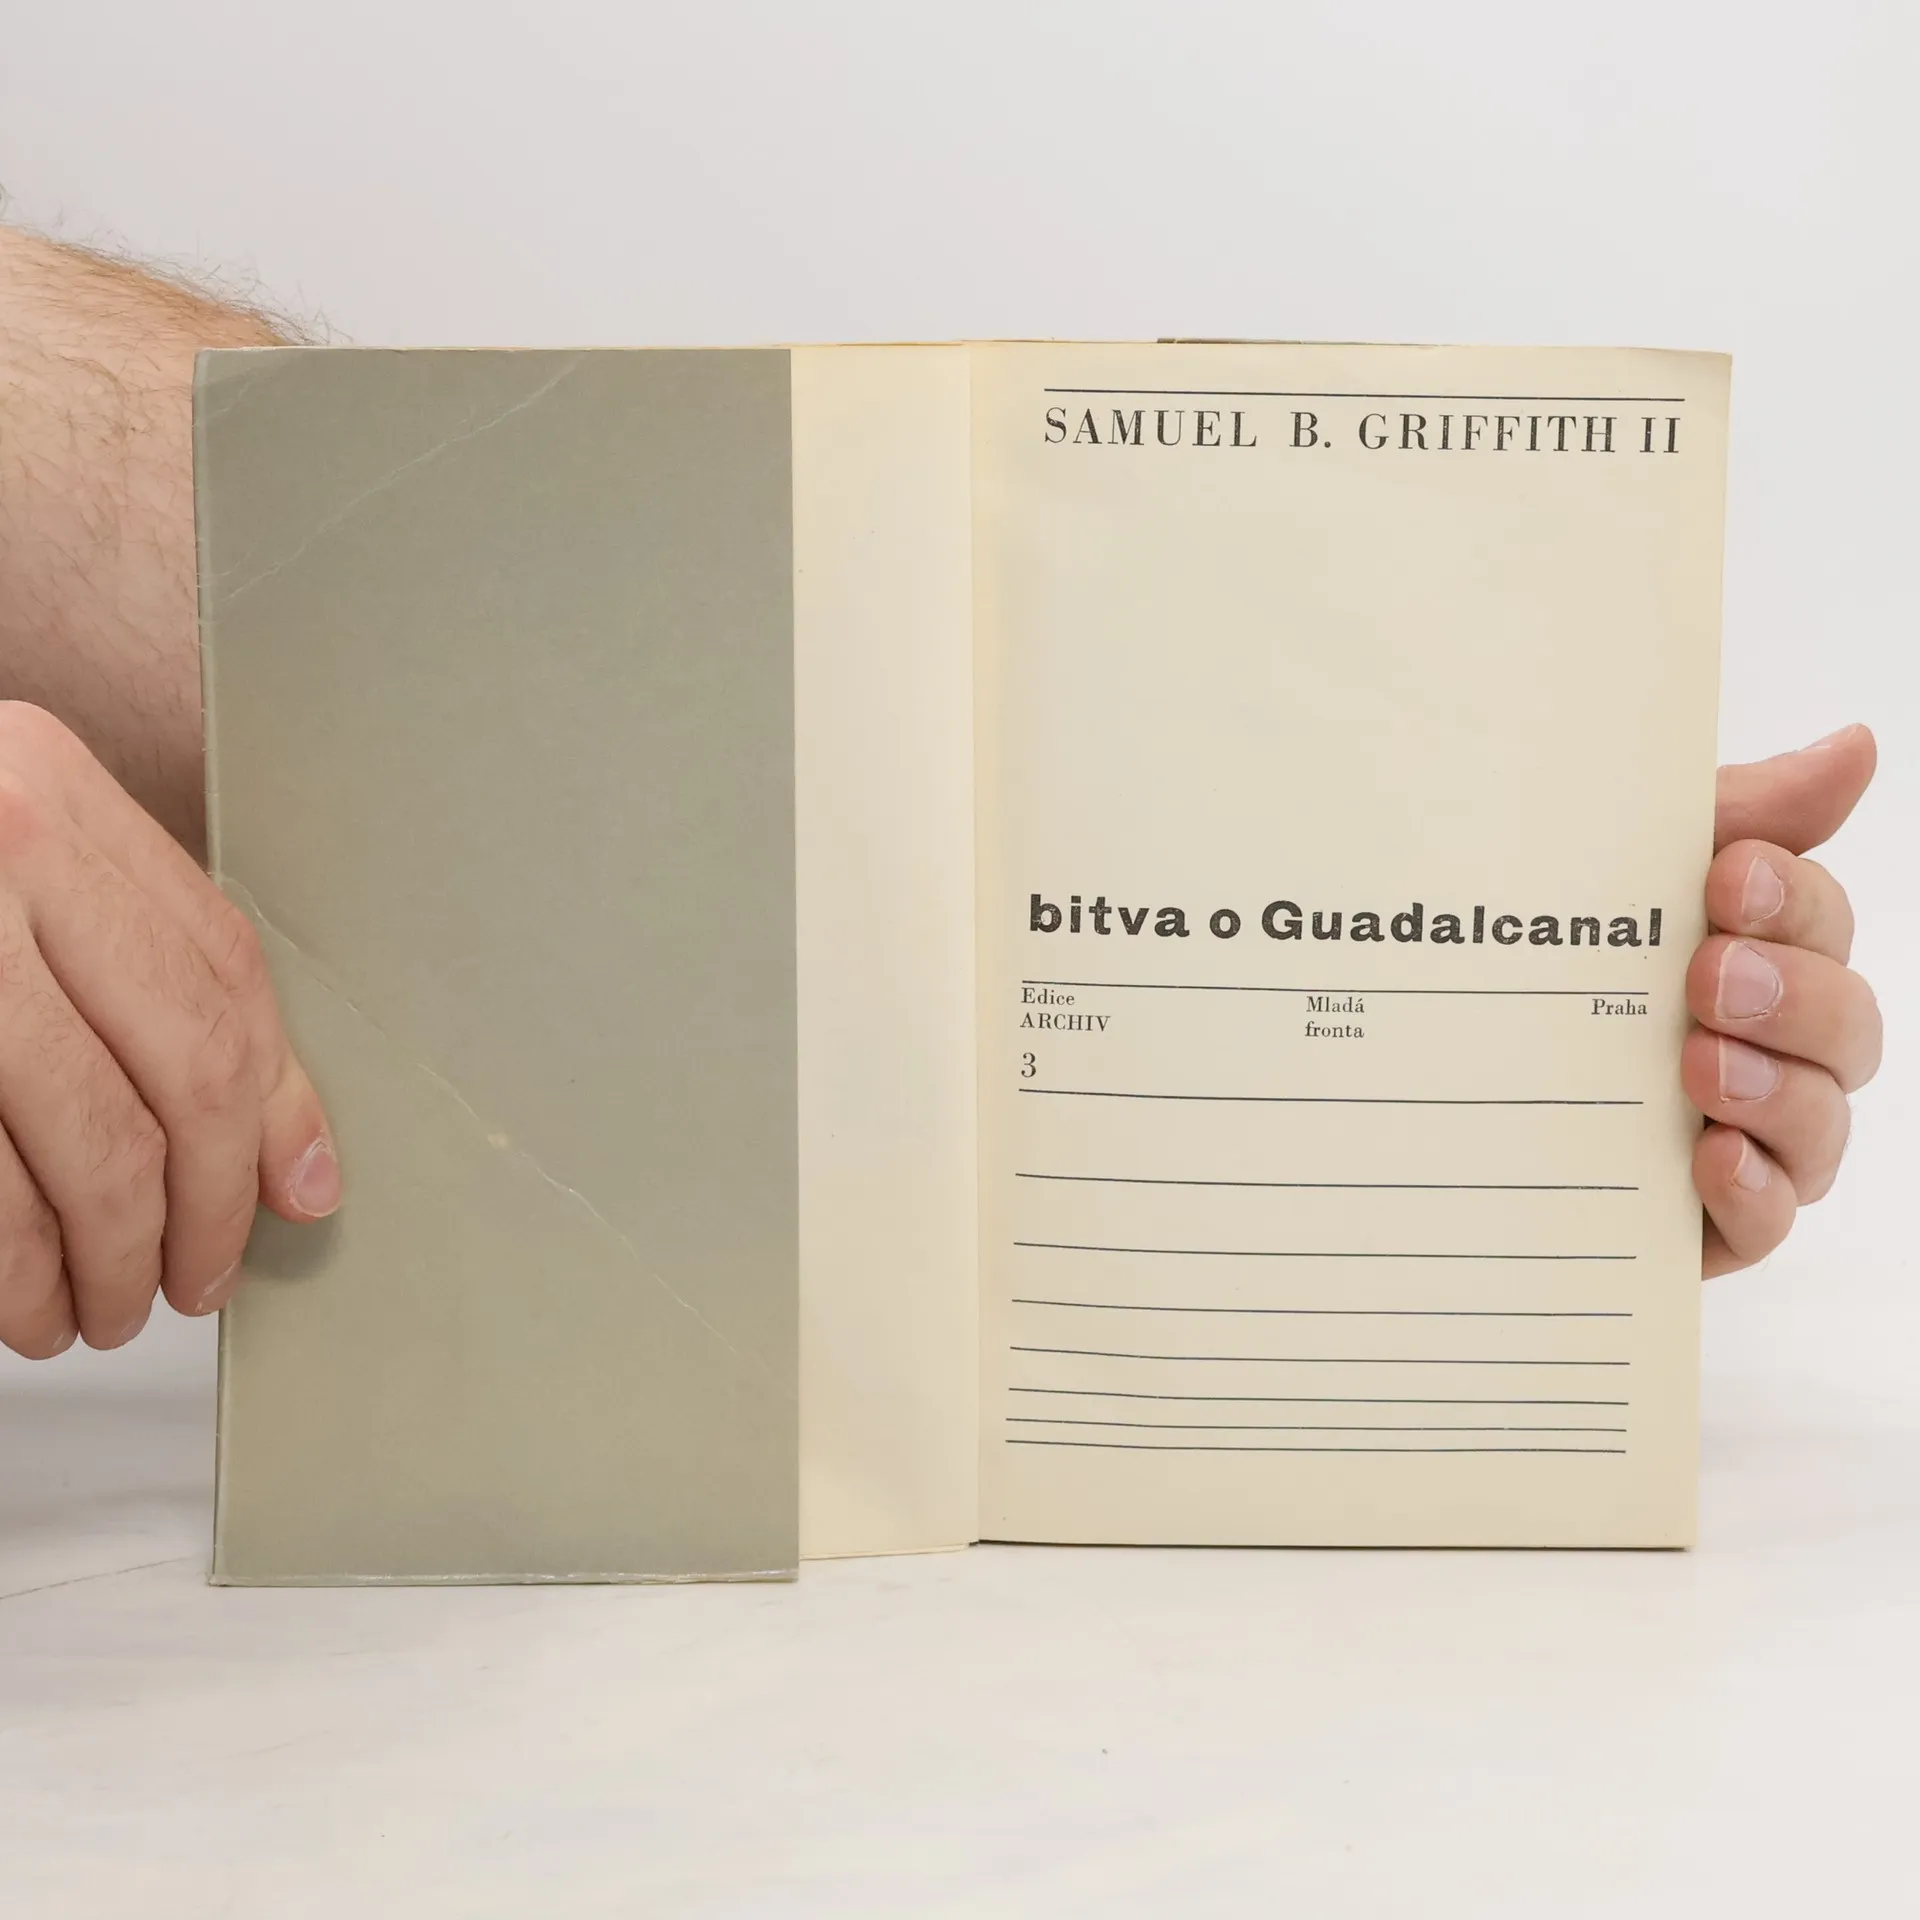 SAMUEL B. GRIFFITH II
bitva o Guadalcanal
Edice
ARCHIV
3
Mladá
fronta
Praha